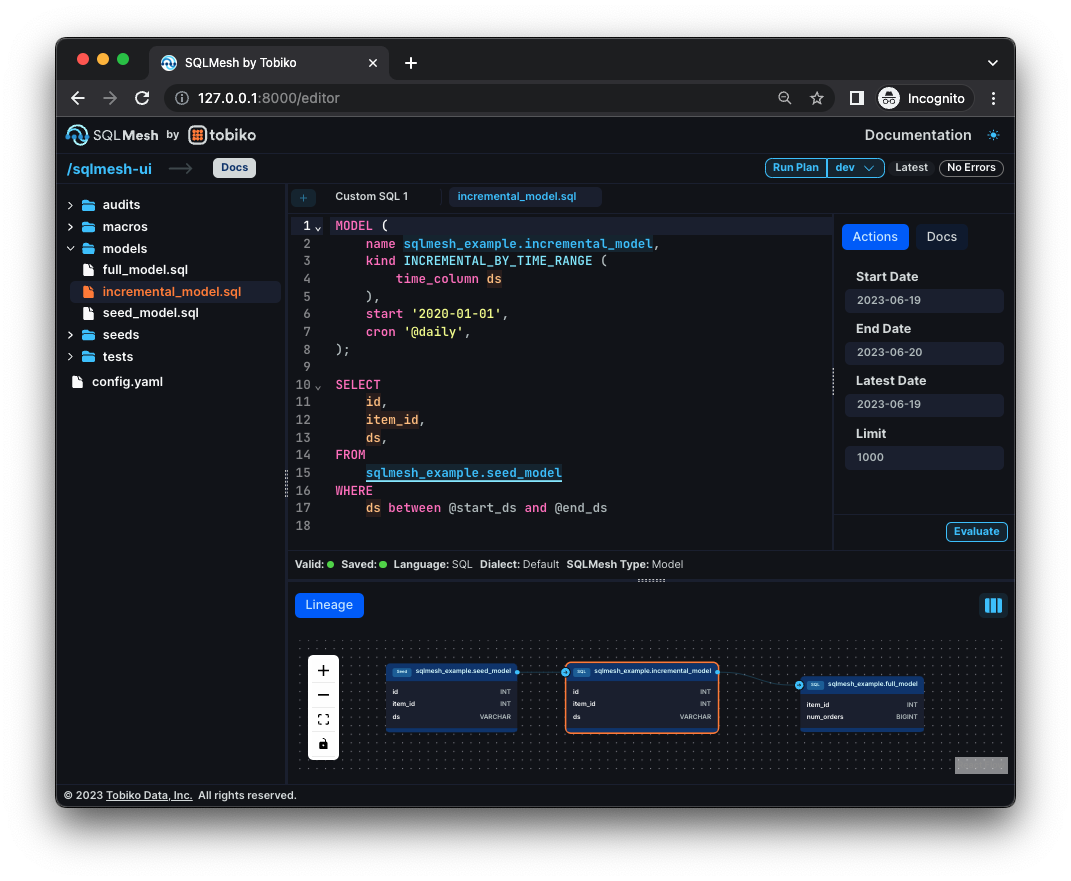 SQLMesh by Tobiko
127.0.0.1:8000/editor
Incognito
SQLMesh by tobiko
Documentation
/sqlmesh-ui
Docs
Run Plan
dev
Latest
No Errors
audits
macros
models
full_model.sql
incremental_model.sql
seed_model.sql
seeds
tests
config.yaml
+
Custom SQL 1
incremental_model.sql
1 MODEL (
2 name sqlmesh_example.incremental_model,
3 kind INCREMENTAL_BY_TIME_RANGE (
4 time_column ds
5 ),
6 start '2020-01-01',
7 cron '@daily',
8 );
9
10 SELECT
11 id,
12 item_id,
13 ds,
14 FROM
15 sqlmesh_example.seed_model
16 WHERE
17 ds between @start_ds and @end_ds
18
Actions
Docs
Start Date
2023-06-19
End Date
2023-06-20
Latest Date
2023-06-19
Limit
1000
Evaluate
Valid: Saved: Language: SQL Dialect: Default SQLMesh Type: Model
Lineage
Seed sqlmesh_example.seed_model
id INT
item_id INT
ds VARCHAR
SQL sqlmesh_example.incremental_model
id INT
item_id INT
ds VARCHAR
SQL sqlmesh_example.full_model
item_id INT
num_orders BIGINT
© 2023 Tobiko Data, Inc. All rights reserved.